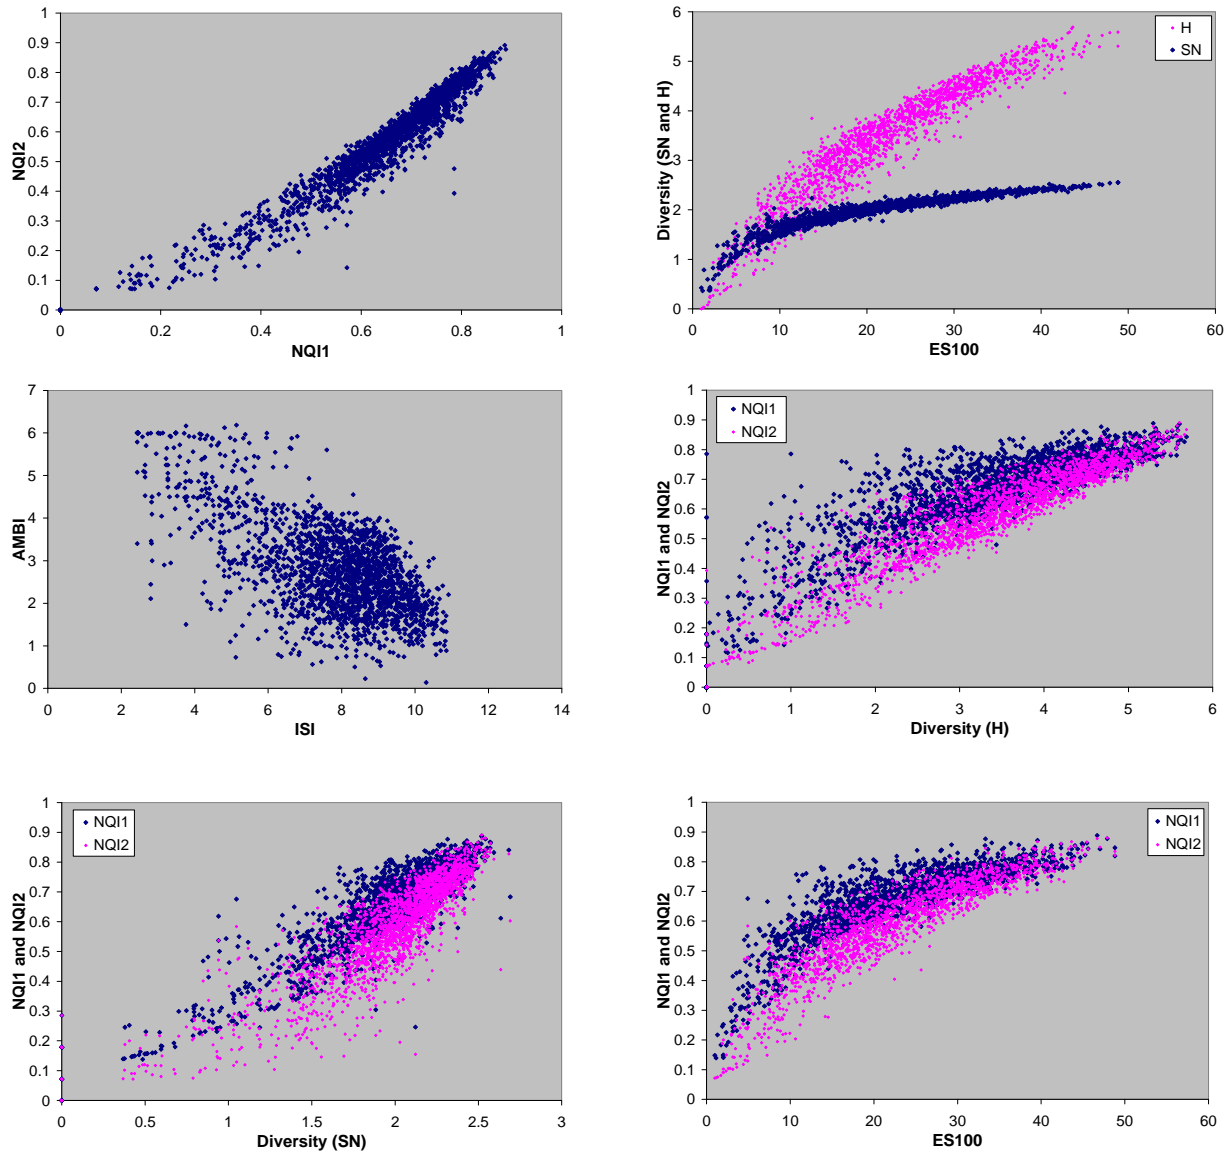 1
0.9
0.8
0.7
0.6
0.5
0.4
0.3
0.2
0.1
0
NQI2
0 0.2 0.4 0.6 0.8 1
NQI1
6
5
4
3
2
1
0
Diversity (SN and H)
H
SN
0 10 20 30 40 50 60
ES100
7
6
5
4
3
2
1
0
AMBI
0 2 4 6 8 10 12 14
ISI
1
0.9
0.8
0.7
0.6
0.5
0.4
0.3
0.2
0.1
0
NQI1 and NQI2
NQI1
NQI2
0 1 2 3 4 5 6
Diversity (H)
1
0.9
0.8
0.7
0.6
0.5
0.4
0.3
0.2
0.1
0
NQI1 and NQI2
NQI1
NQI2
0 0.5 1 1.5 2 2.5 3
Diversity (SN)
1
0.9
0.8
0.7
0.6
0.5
0.4
0.3
0.2
0.1
0
NQI1 and NQI2
NQI1
NQI2
0 10 20 30 40 50 60
ES100